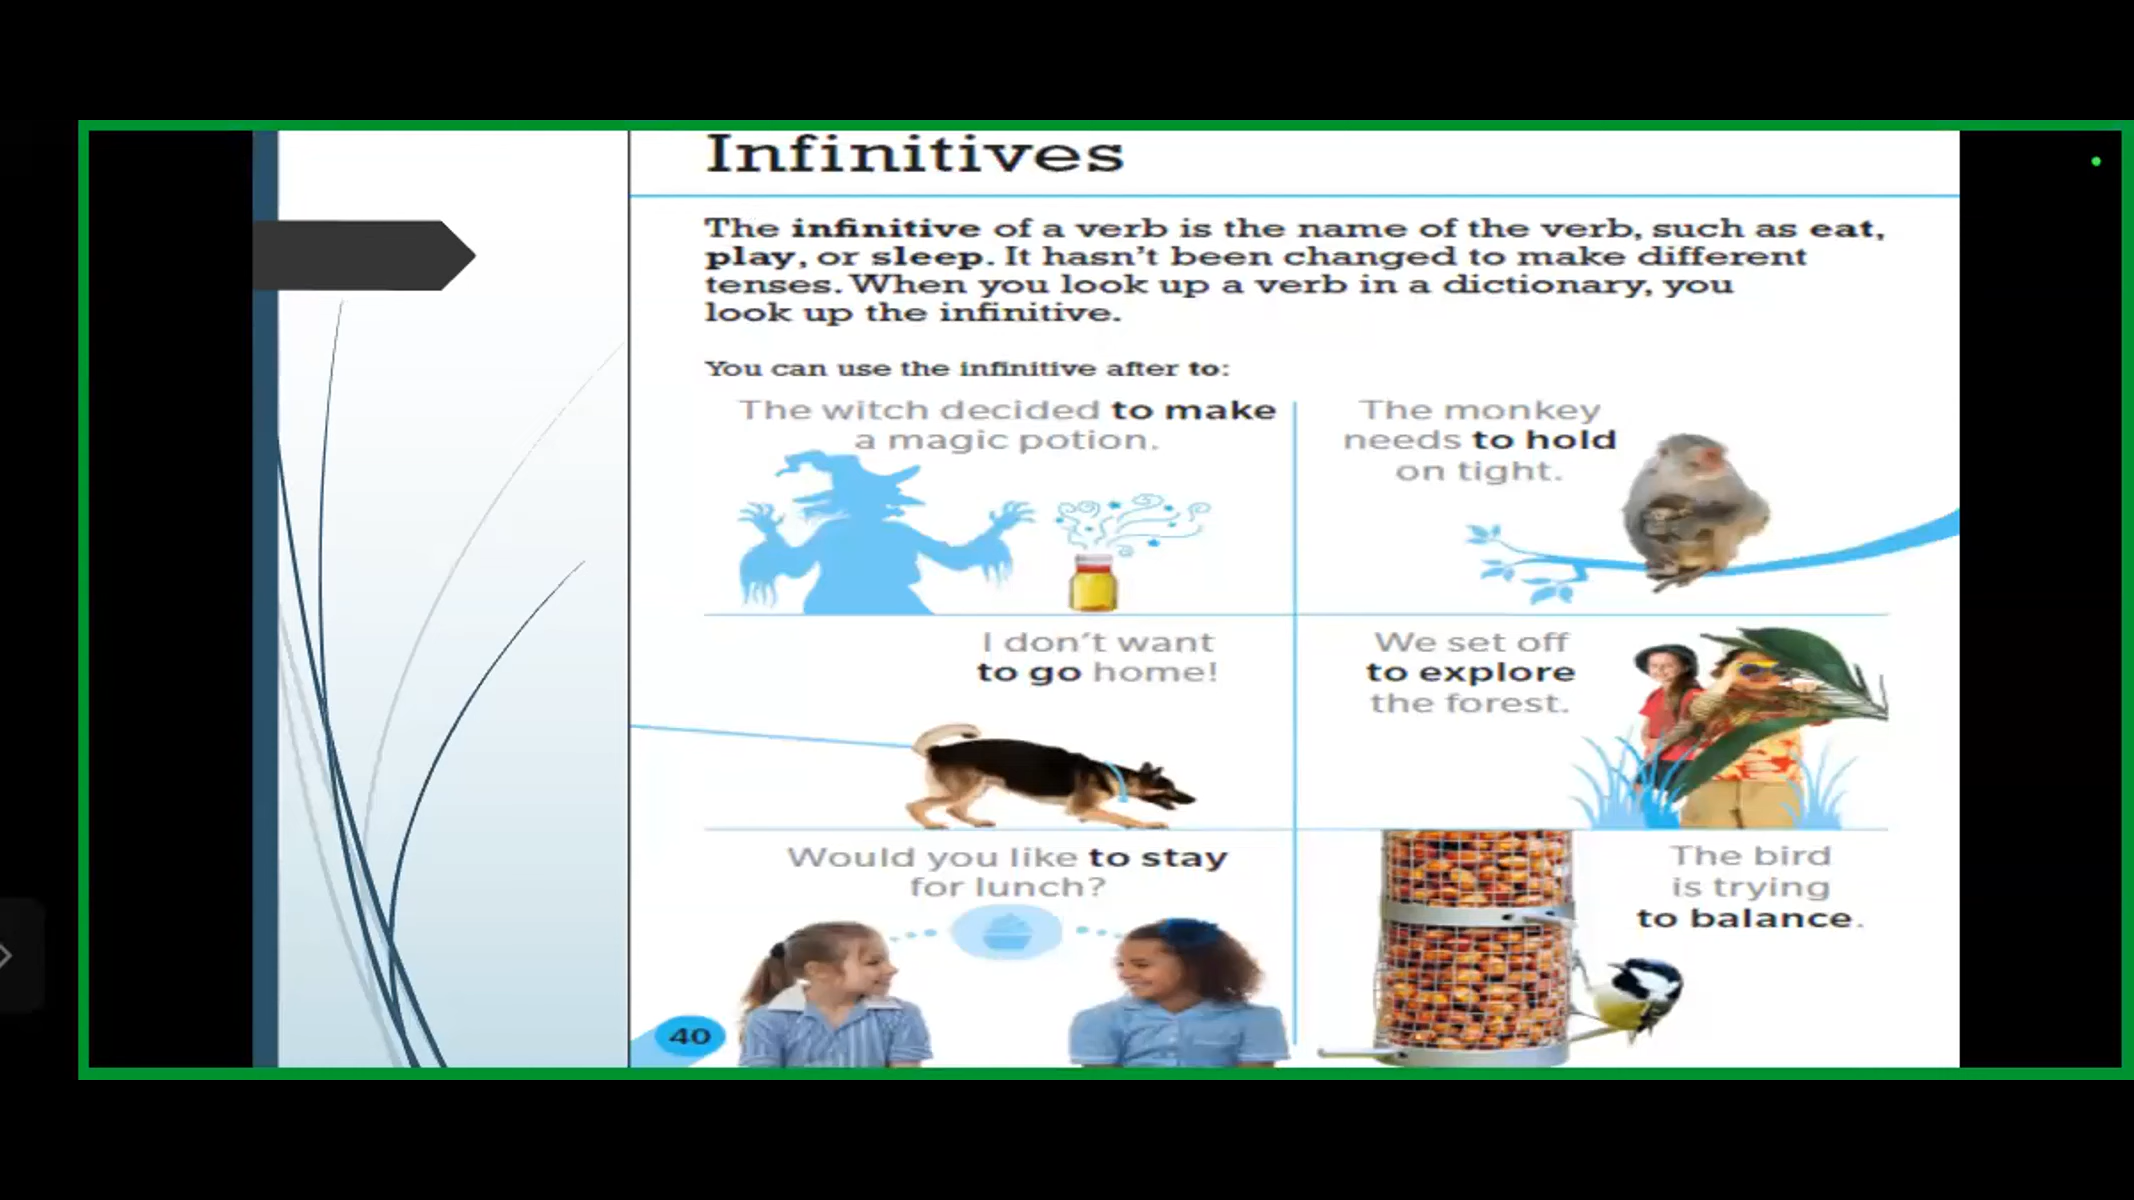 Infinitives
The infinitive of a verb is the name of the verb, such as eat,
play, or sleep. It hasn't been changed to make different
tenses. When you look up a verb in a dictionary, you
look up the infinitive.
You can use the infinitive after to:
The witch decided to make
a magic potion.
The monkey
needs to hold
on tight.
I don't want
to go home!
We set off
to explore
the forest.
Would you like to stay
for lunch?
The bird
is trying
to balance.
40